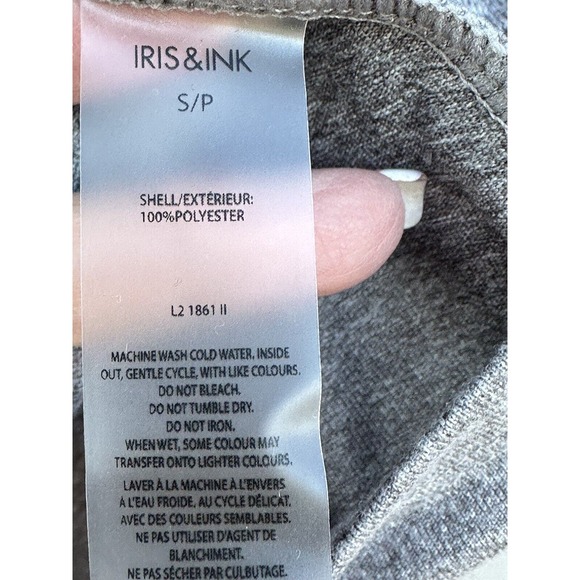 IRIS&INK
S/P
SHELL/EXTÉRIEUR:
100%POLYESTER
L2 1861 II
MACHINE WASH COLD WATER, INSIDE
OUT, GENTLE CYCLE, WITH LIKE COLOURS.
DO NOT BLEACH.
DO NOT TUMBLE DRY.
DO NOT IRON.
WHEN WET, SOME COLOUR MAY
TRANSFER ONTO LIGHTER COLOURS.
LAVER À LA MACHINE À L'ENVERS
À L'EAU FROIDE, AU CYCLE DÉLICAT.
AVEC DES COULEURS SEMBLABLES.
NE PAS UTILISER D'AGENT DE
BLANCHIMENT.
NE PAS SÉCHER PAR CULBUTAGE.